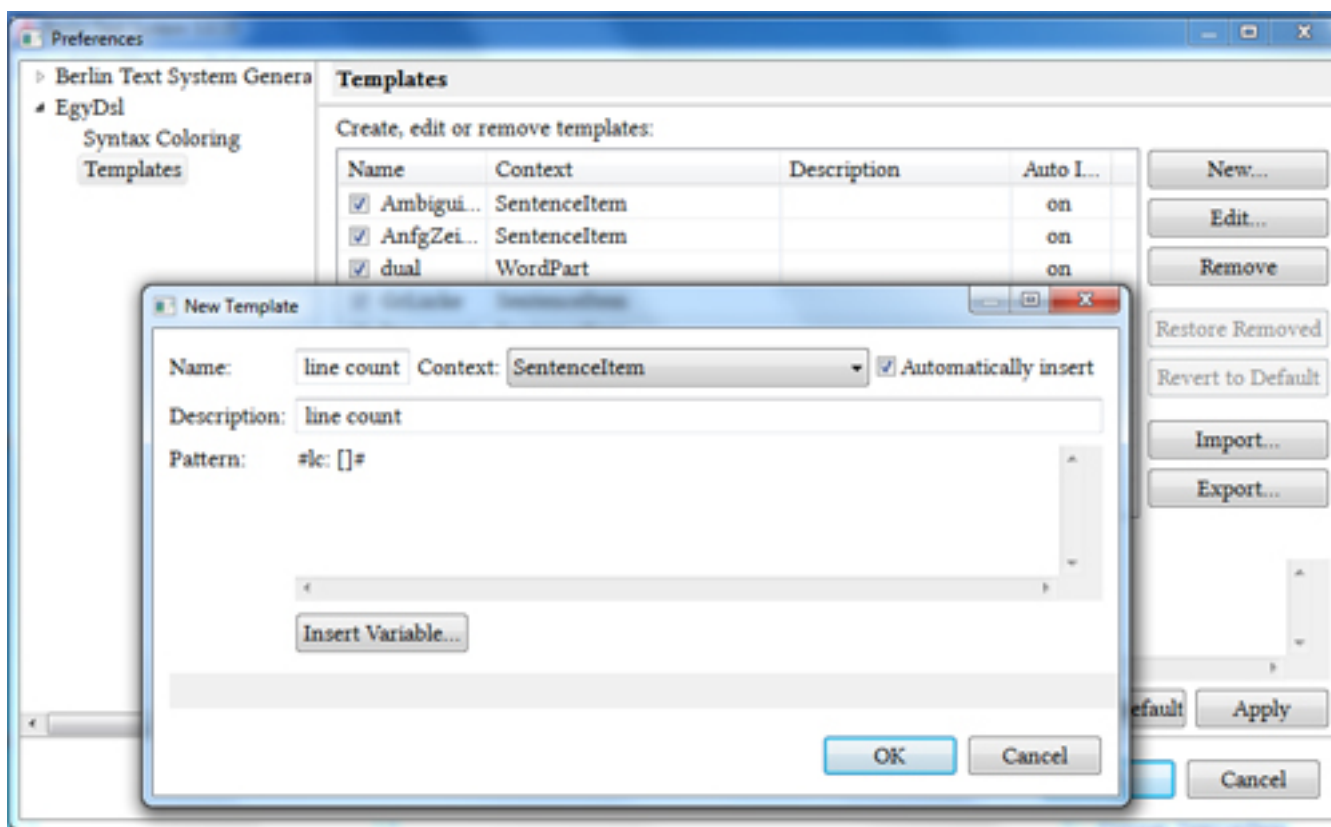 Preferences
Berlin Text System Genera
EgyDsl
Syntax Coloring
Templates
Templates
Create, edit or remove templates:
Name Context Description Auto I...
Ambigui... SentenceItem on
AnfgZei... SentenceItem on
dual WordPart on
New...
Edit...
Remove
Restore Removed
Revert to Default
Import...
Export...
New Template
Name: line count Context: SentenceItem Automatically insert
Description: line count
Pattern: #lc: []#
Insert Variable...
OK Cancel
efault Apply
Cancel